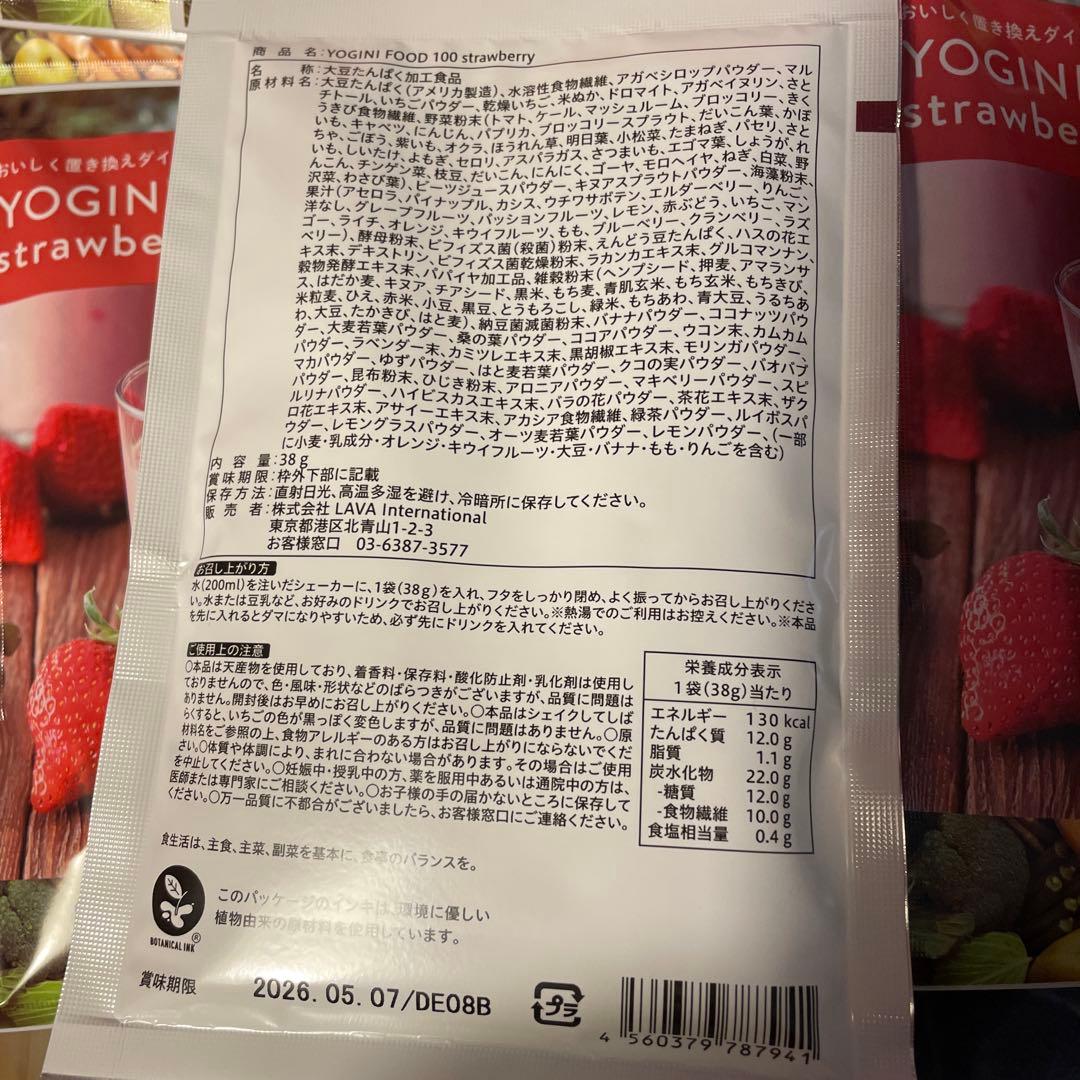 商品名:YOGINI FOOD 100 strawberry
名称:大豆たんぱく加工食品
原材料名:大豆たんぱく(アメリカ製造)、水溶性食物繊維、アガベシロップパウダー、マル
チトール、いちごパウダー、乾燥いちご、米ぬか、ドロマイト、アガベイヌリン、さと
うきび食物繊維、野菜粉末(トマト、ケール、マッシュルーム、ブロッコリー、きく
いも、キャベツ、にんじん、パプリカ、ブロッコリースプラウト、だいこん葉、かぼ
ちゃ、ごぼう、紫いも、オクラ、ほうれん草、明日葉、小松菜、たまねぎ、パセリ、さと
いも、しいたけ、よもぎ、セロリ、アスパラガス、さつまいも、エゴマ葉、しょうが、れ
んこん、チンゲン菜、枝豆、だいこん、にんにく、ゴーヤ、モロヘイヤ、ねぎ、白菜、野
沢菜、わさび葉)、ビーツジュースパウダー、キヌアスプラウトパウダー、海藻粉末、
果汁(アセロラ、パイナップル、カシス、ウチワサボテン、エルダーベリー、りんご、
洋なし、グレープフルーツ、パッションフルーツ、レモン、赤ぶどう、いちご、マン
ゴー、ライチ、オレンジ、キウイフルーツ、もも、ブルーベリー、クランベリー、ラズ
ベリー)、酵母粉末、ビフィズス菌(殺菌)粉末、えんどう豆たんぱく、ハスの花エ
キス末、デキストリン、ビフィズス菌乾燥粉末、ラカンカエキス末、グルコマンナン、
穀物発酵エキス末、パパイヤ加工品、雑穀粉末(ヘンプシード、押麦、アマランサ
ス、はだか麦、キヌア、チアシード、黒米、もち麦、青肌玄米、もち玄米、もちきび、
米粒麦、ひえ、赤米、小豆、黒豆、とうもろこし、緑米、もちあわ、青大豆、うるちあ
わ、大豆、たかきび、はと麦)、納豆菌滅菌粉末、バナナパウダー、ココナッツパウ
ダー、大麦若葉パウダー、桑の葉パウダー、ココアパウダー、ウコン末、カムカム
パウダー、ラベンダー末、カミツレエキス末、黒胡椒エキス末、モリンガパウダー、
マカパウダー、ゆずパウダー、はと麦若葉パウダー、クコの実パウダー、バオバブ
パウダー、昆布粉末、ひじき粉末、アロニアパウダー、マキベリーパウダー、スピ
ルリナパウダー、ハイビスカスエキス末、バラの花パウダー、茶花エキス末、ザク
ロ花エキス末、アサイーエキス末、アカシア食物繊維、緑茶パウダー、ルイボスパ
ウダー、レモングラスパウダー、オーツ麦若葉パウダー、レモンパウダー、(一部
に小麦・乳成分・オレンジ・キウイフルーツ・大豆・バナナ・もも・りんごを含む)
内容量:38g
賞味期限:枠外下部に記載
保存方法:直射日光、高温多湿を避け、冷暗所に保存してください。
販売者:株式会社 LAVA International
東京都港区北青山1-2-3
お客様窓口 03-6387-3577
お召し上がり方
水(200ml)を注いだシェーカーに、1袋(38g)を入れ、フタをしっかり閉め、よく振ってからお召し上がりくださ
い。水または豆乳など、お好みのドリンクでお召し上がりください。※熱湯でのご利用はお控えください。※本品
を先に入れるとダマになりやすいため、必ず先にドリンクを入れてください。
ご使用上の注意
○本品は天産物を使用しており、着香料・保存料・酸化防止剤・乳化剤は使用し
ておりませんので、色・風味・形状などのばらつきがございますが、品質に問題は
ありません。開封後はお早めにお召し上がりください。○本品はシェイクしてしば
らくすると、いちごの色が黒っぽく変色しますが、品質に問題はありません。○原
材料名をご参照の上、食物アレルギーのある方はお召し上がりにならないでくだ
さい。○体質や体調により、まれに合わない場合があります。その場合はご使用
を中止してください。○妊娠中・授乳中の方、薬を服用中あるいは通院中の方は、
医師または専門家にご相談ください。○お子様の手の届かないところに保存して
ください。○万一品質に不都合がございましたら、お客様窓口にご連絡ください。
栄養成分表示
1袋(38g)当たり
エネルギー 130 kcal
たんぱく質 12.0 g
脂質 1.1 g
炭水化物 22.0 g
-糖質 12.0 g
-食物繊維 10.0 g
食塩相当量 0.4 g
食生活は、主食、主菜、副菜を基本に、食事のバランスを。
BOTANICAL INK®
このパッケージのインキは、環境に優しい
植物由来の原材料を使用しています。
賞味期限 2026.05.07/DE08B
プラ
4 560379 787941
おいしく置き換えダイ
YOGINI
strawbe
おいしく置き換えダイ
YOGINI
strawbe